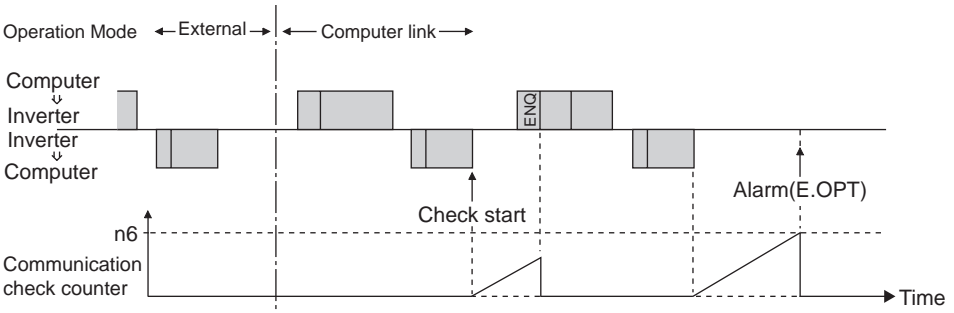 Operation Mode
External
Computer link
Computer
Inverter
Inverter
Computer
ENQ
Alarm(E.OPT)
Check start
n6
Communication
check counter
Time